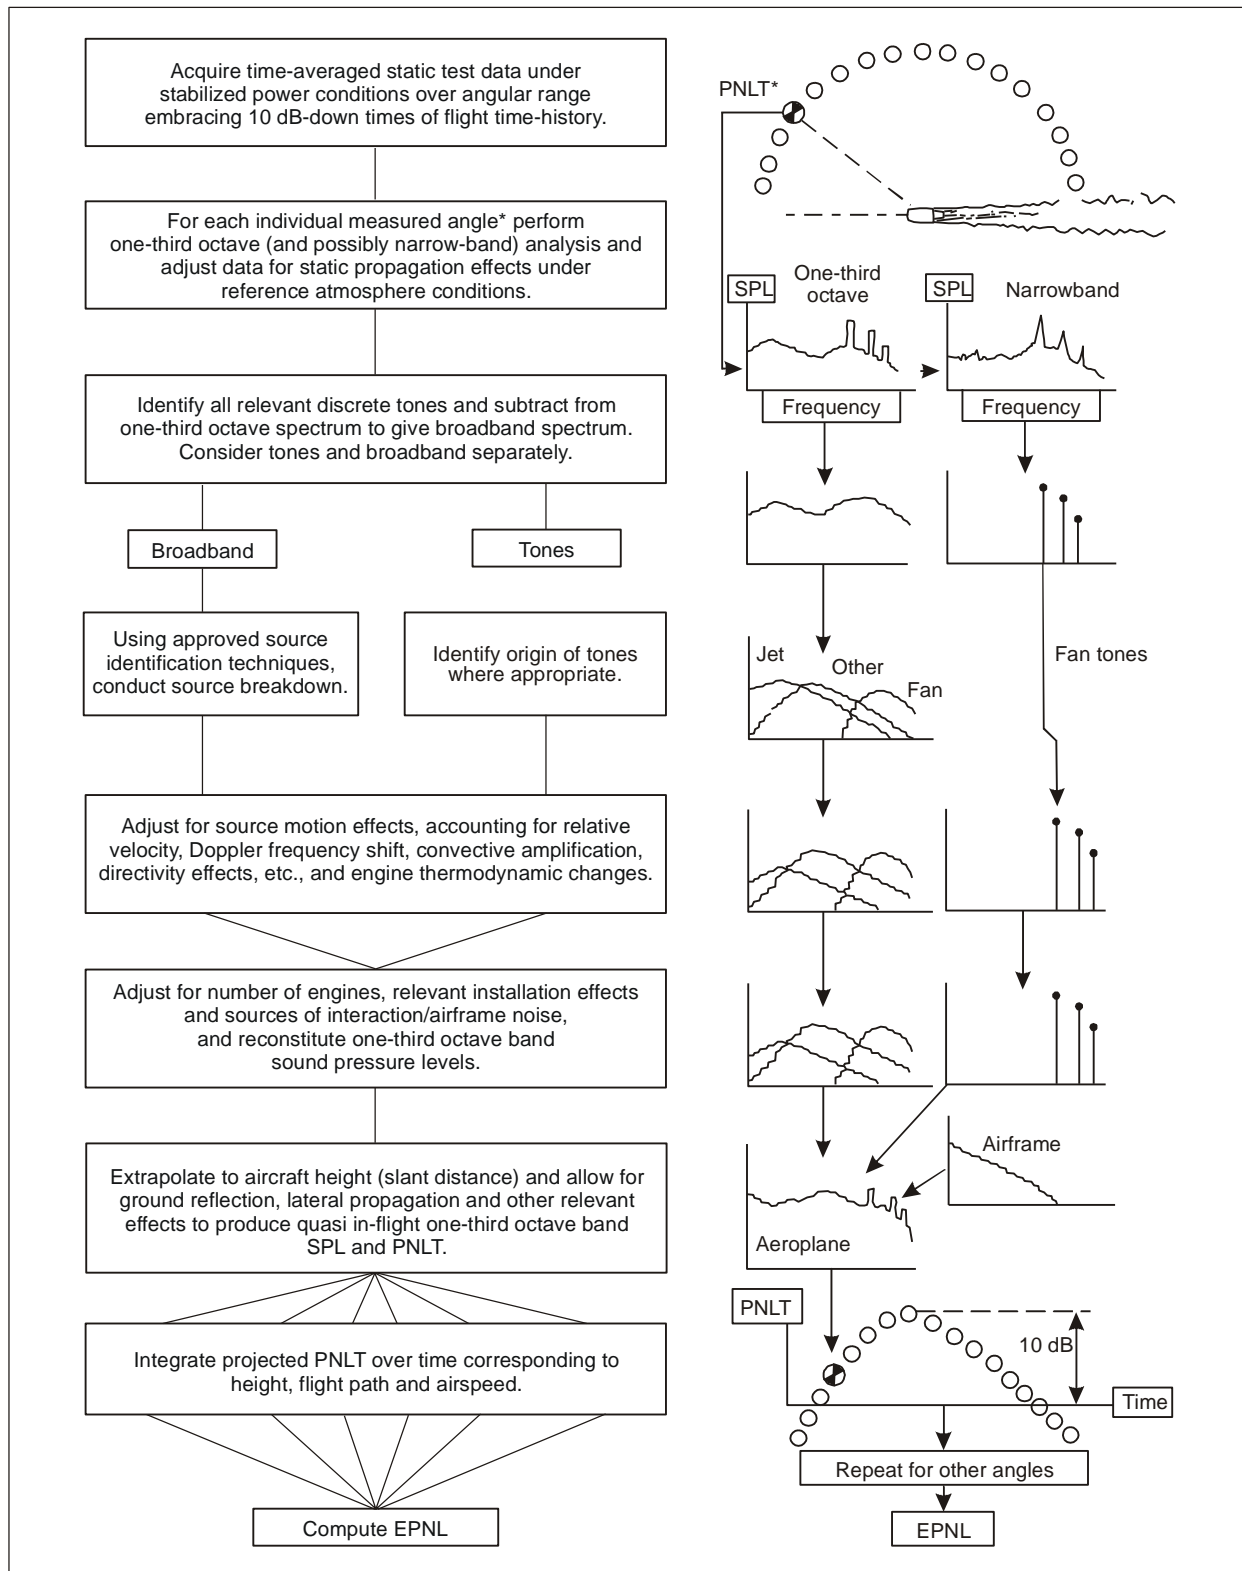 Acquire time-averaged static test data under
stabilized power conditions over angular range
embracing 10 dB-down times of flight time-history.
For each individual measured angle* perform
one-third octave (and possibly narrow-band) analysis and
adjust data for static propagation effects under
reference atmosphere conditions.
Identify all relevant discrete tones and subtract from
one-third octave spectrum to give broadband spectrum.
Consider tones and broadband separately.
Broadband
Tones
Using approved source
identification techniques,
conduct source breakdown.
Identify origin of tones
where appropriate.
Adjust for source motion effects, accounting for relative
velocity, Doppler frequency shift, convective amplification,
directivity effects, etc., and engine thermodynamic changes.
Adjust for number of engines, relevant installation effects
and sources of interaction/airframe noise,
and reconstitute one-third octave band
sound pressure levels.
Extrapolate to aircraft height (slant distance) and allow for
ground reflection, lateral propagation and other relevant
effects to produce quasi in-flight one-third octave band
SPL and PNLT.
Integrate projected PNLT over time corresponding to
height, flight path and airspeed.
Compute EPNL
PNLT*
SPL
One-third
octave
SPL
Narrowband
Frequency
Frequency
Jet
Other
Fan
Fan tones
Airframe
Aeroplane
PNLT
10 dB
Time
Repeat for other angles
EPNL